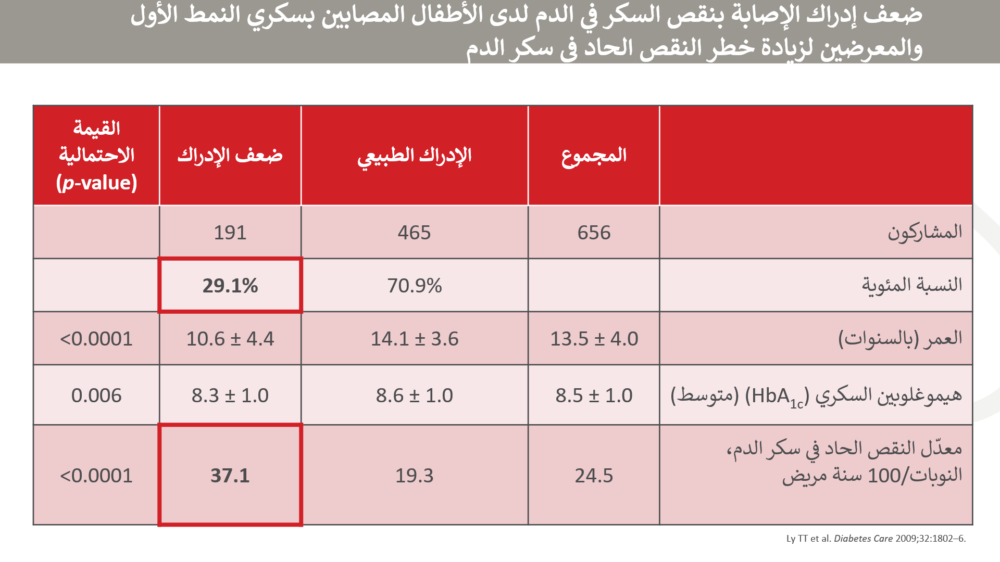 ضعف إدراك الإصابة بنقص السكر في الدم لدى الأطفال المصابين بسكري النمط الأول
والمعرضين لزيادة خطر النقص الحاد في سكر الدم
المجموع
الإدراك الطبيعي
ضعف الإدراك
القيمة
الاحتمالية
(p-value)
المشاركون
656
465
191
النسبة المئوية
70.9%
29.1%
العمر (بالسنوات)
13.5 ± 4.0
14.1 ± 3.6
10.6 ± 4.4
<0.0001
هيموغلوبين السكري (HbA1c) (متوسط)
8.5 ± 1.0
8.6 ± 1.0
8.3 ± 1.0
0.006
معدّل النقص الحاد في سكر الدم،
النوبات/100 سنة مريض
24.5
19.3
37.1
<0.0001
Ly TT et al. Diabetes Care 2009;32:1802–6.